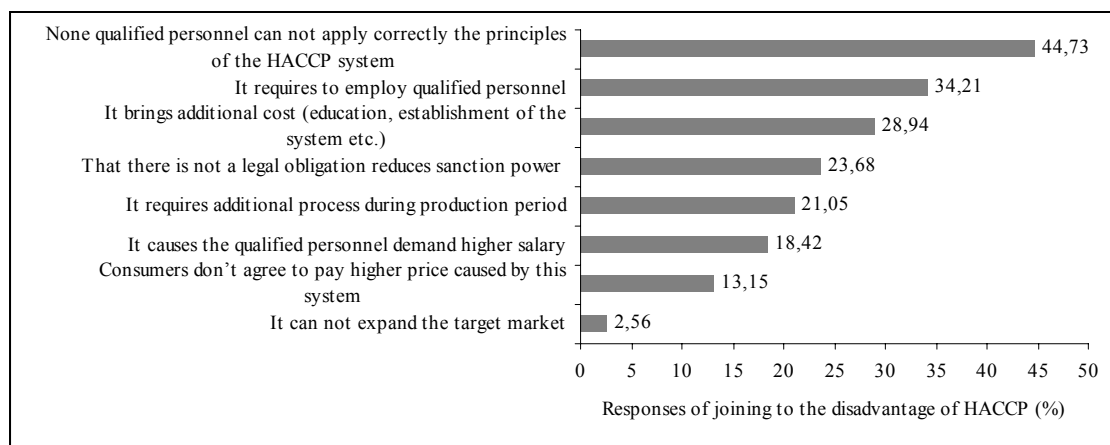 None qualified personnel can not apply correctly the principles
of the HACCP system
44,73
It requires to employ qualified personnel
34,21
It brings additional cost (education, establishment of the
system etc.)
28,94
That there is not a legal obligation reduces sanction power
23,68
It requires additional process during production period
21,05
It causes the qualified personnel demand higher salary
18,42
Consumers don’t agree to pay higher price caused by this
system
13,15
It can not expand the target market
2,56
0 5 10 15 20 25 30 35 40 45 50
Responses of joining to the disadvantage of HACCP (%)